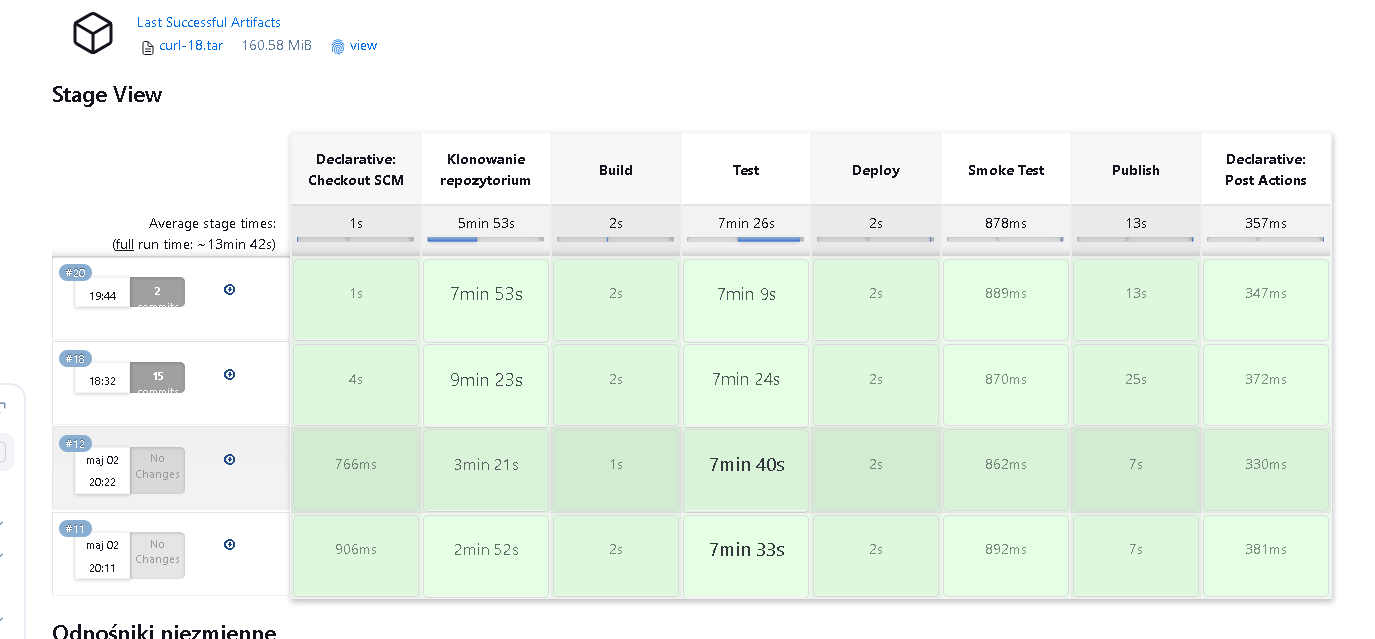 Last Successful Artifacts
curl-18.tar 160.58 MiB view
Stage View
Declarative: Checkout SCM
Klonowanie repozytorium
Build
Test
Deploy
Smoke Test
Publish
Declarative: Post Actions
Average stage times:
(full run time: ~13min 42s)
1s 5min 53s 2s 7min 26s 2s 878ms 13s 357ms
#20
19:44
2 commits
1s 7min 53s 2s 7min 9s 2s 889ms 13s 347ms
#18
18:32
15 commits
4s 9min 23s 2s 7min 24s 2s 870ms 25s 372ms
#12
maj 02
20:22
No Changes
766ms 3min 21s 1s 7min 40s 2s 862ms 7s 330ms
#11
maj 02
20:11
No Changes
906ms 2min 52s 2s 7min 33s 2s 892ms 7s 381ms
Odnośniki niezmienne